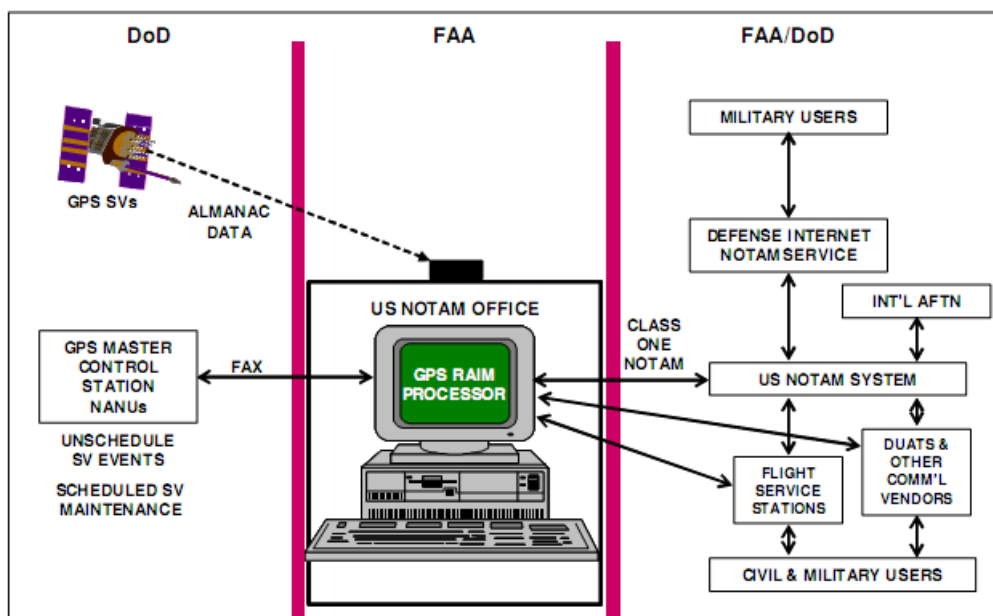 DoD
FAA
FAA/DoD
GPS SVs
ALMANAC
DATA
GPS MASTER
CONTROL
STATION
NANUs
UNSCHEDULE
SV EVENTS
SCHEDULED SV
MAINTENANCE
FAX
US NOTAM OFFICE
GPS RAIM
PROCESSOR
CLASS
ONE
NOTAM
MILITARY USERS
DEFENSE INTERNET
NOTAM SERVICE
INT'L AFTN
US NOTAM SYSTEM
FLIGHT
SERVICE
STATIONS
DUATS &
OTHER
COMM'L
VENDORS
CIVIL & MILITARY USERS